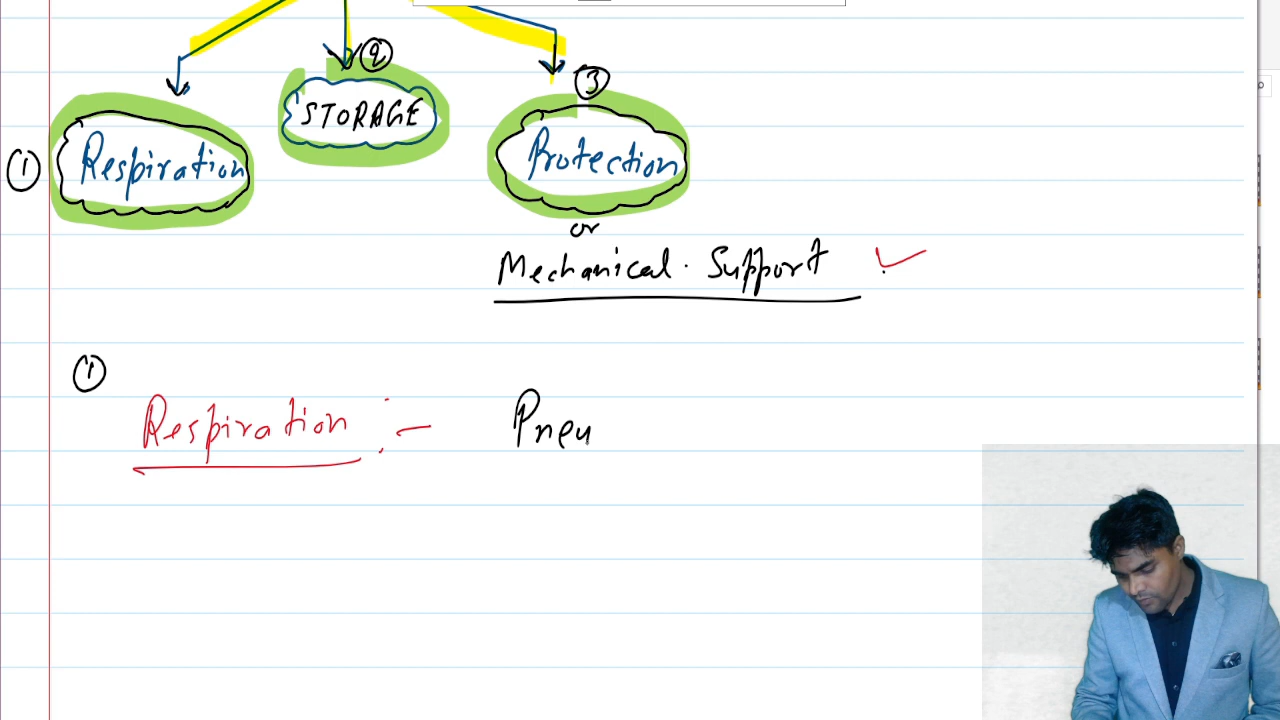 ② 
③
STORAGE
① Respiration
Protection
or
Mechanical. Support
①
Respiration :- Pneu